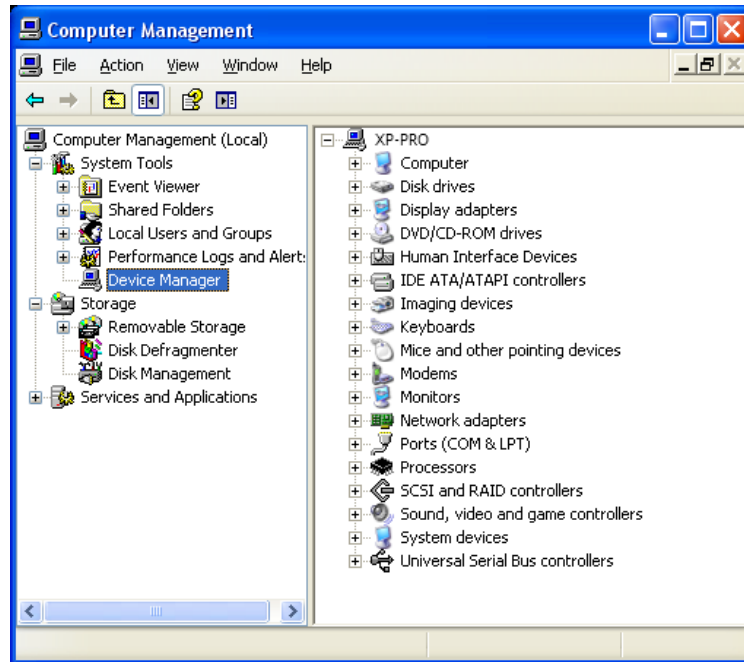 Computer Management
File Action View Window Help
Computer Management (Local)
System Tools
Event Viewer
Shared Folders
Local Users and Groups
Performance Logs and Alert
Device Manager
Storage
Removable Storage
Disk Defragmenter
Disk Management
Services and Applications
XP-PRO
Computer
Disk drives
Display adapters
DVD/CD-ROM drives
Human Interface Devices
IDE ATA/ATAPI controllers
Imaging devices
Keyboards
Mice and other pointing devices
Modems
Monitors
Network adapters
Ports (COM & LPT)
Processors
SCSI and RAID controllers
Sound, video and game controllers
System devices
Universal Serial Bus controllers